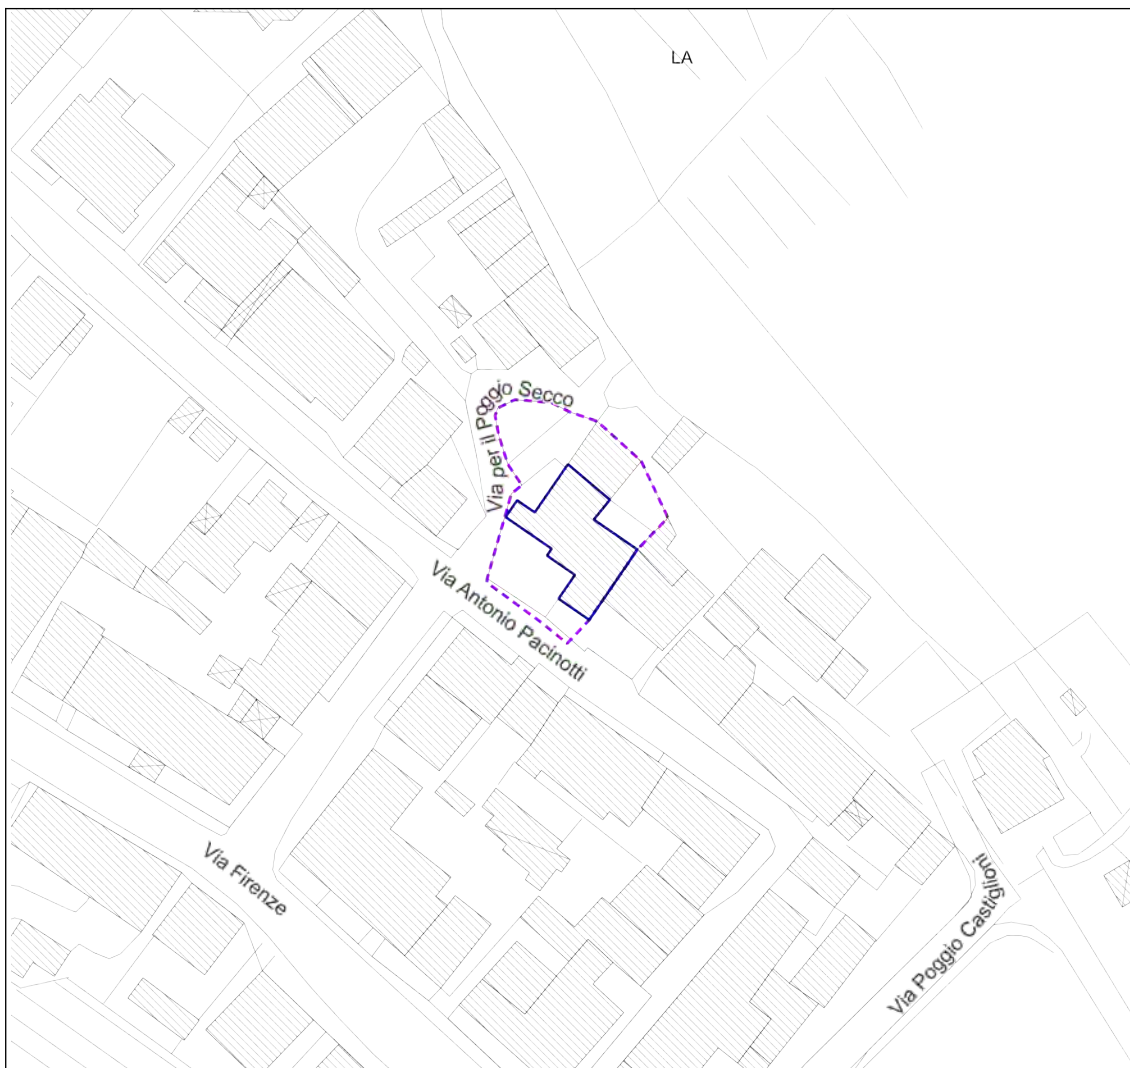 LA
Via per il Poggio Secco
Via Antonio Pacinotti
Via Firenze
Via Poggio Castiglioni